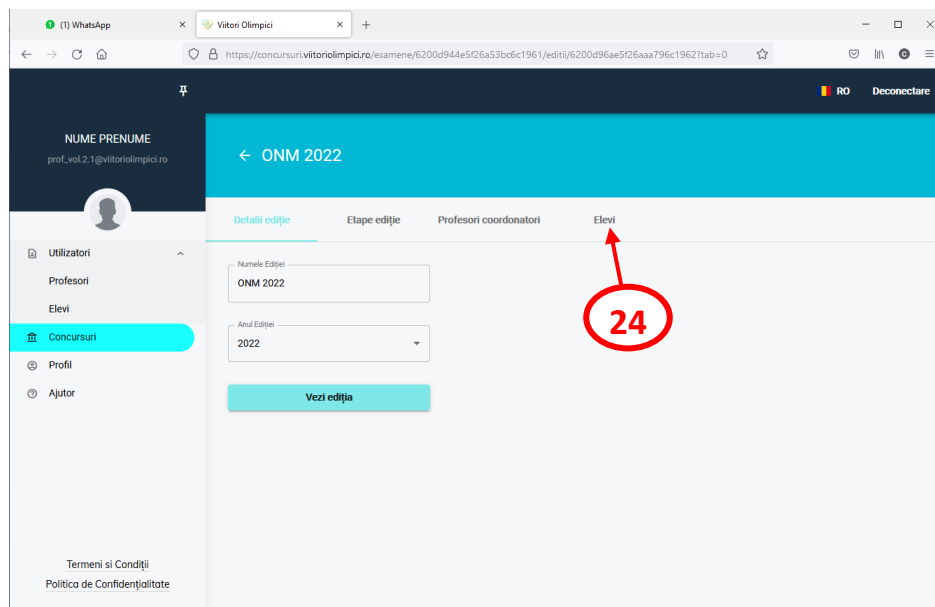 (1) WhatsApp
Viitori Olimpici
https://concursuri.viitoriolimpici.ro/examene/6200d944e5f26a53bc6c1961/editii/6200d96ae5f26aaa796c1962?tab=0
RO Deconectare
NUME PRENUME
prof_vol.2.1@viitoriolimpici.ro
ONM 2022
Detalii ediție Etape ediție Profesori coordonatori Elevi
Utilizatori
Profesori
Elevi
Concursuri
Profil
Ajutor
Numele Ediției
ONM 2022
Anul Ediției
2022
Vezi ediția
24
Termeni si Condiții
Politica de Confidențialitate